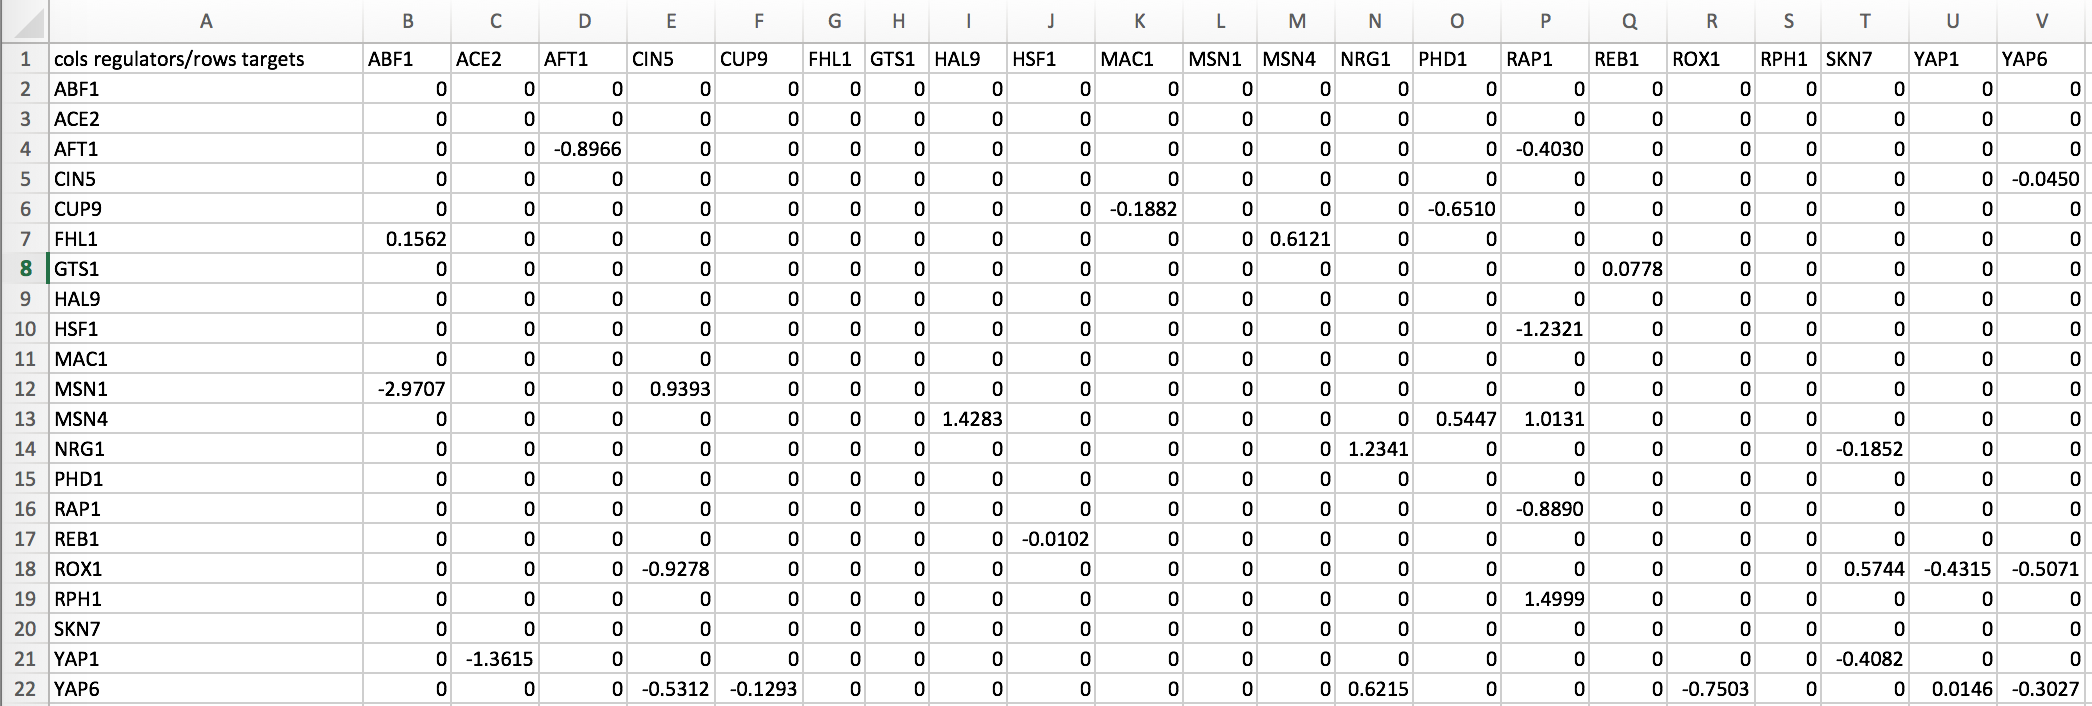 A B C D E F G H I J K L M N O P Q R S T U V
1 cols regulators/rows targets ABF1 ACE2 AFT1 CIN5 CUP9 FHL1 GTS1 HAL9 HSF1 MAC1 MSN1 MSN4 NRG1 PHD1 RAP1 REB1 ROX1 RPH1 SKN7 YAP1 YAP6
2 ABF1 0 0 0 0 0 0 0 0 0 0 0 0 0 0 0 0 0 0 0 0 0
3 ACE2 0 0 0 0 0 0 0 0 0 0 0 0 0 0 0 0 0 0 0 0 0
4 AFT1 0 0 -0.8966 0 0 0 0 0 0 0 0 0 0 0 -0.4030 0 0 0 0 0 0
5 CIN5 0 0 0 0 0 0 0 0 0 0 0 0 0 0 0 0 0 0 0 0 -0.0450
6 CUP9 0 0 0 0 0 0 0 0 0 -0.1882 0 0 0 -0.6510 0 0 0 0 0 0 0
7 FHL1 0.1562 0 0 0 0 0 0 0 0 0 0 0.6121 0 0 0 0 0 0 0 0 0
8 GTS1 0 0 0 0 0 0 0 0 0 0 0 0 0 0 0 0.0778 0 0 0 0 0
9 HAL9 0 0 0 0 0 0 0 0 0 0 0 0 0 0 0 0 0 0 0 0 0
10 HSF1 0 0 0 0 0 0 0 0 0 0 0 0 0 0 -1.2321 0 0 0 0 0 0
11 MAC1 0 0 0 0 0 0 0 0 0 0 0 0 0 0 0 0 0 0 0 0 0
12 MSN1 -2.9707 0 0 0.9393 0 0 0 0 0 0 0 0 0 0 0 0 0 0 0 0 0
13 MSN4 0 0 0 0 0 0 0 1.4283 0 0 0 0 0 0.5447 1.0131 0 0 0 0 0 0
14 NRG1 0 0 0 0 0 0 0 0 0 0 0 0 1.2341 0 0 0 0 0 -0.1852 0 0
15 PHD1 0 0 0 0 0 0 0 0 0 0 0 0 0 0 0 0 0 0 0 0 0
16 RAP1 0 0 0 0 0 0 0 0 0 0 0 0 0 0 -0.8890 0 0 0 0 0 0
17 REB1 0 0 0 0 0 0 0 0 -0.0102 0 0 0 0 0 0 0 0 0 0 0 0
18 ROX1 0 0 0 -0.9278 0 0 0 0 0 0 0 0 0 0 0 0 0 0 0.5744 -0.4315 -0.5071
19 RPH1 0 0 0 0 0 0 0 0 0 0 0 0 0 0 1.4999 0 0 0 0 0 0
20 SKN7 0 0 0 0 0 0 0 0 0 0 0 0 0 0 0 0 0 0 0 0 0
21 YAP1 0 -1.3615 0 0 0 0 0 0 0 0 0 0 0 0 0 0 0 0 -0.4082 0 0
22 YAP6 0 0 0 -0.5312 -0.1293 0 0 0 0 0 0 0 0.6215 0 0 0 -0.7503 0 0 0.0146 -0.3027